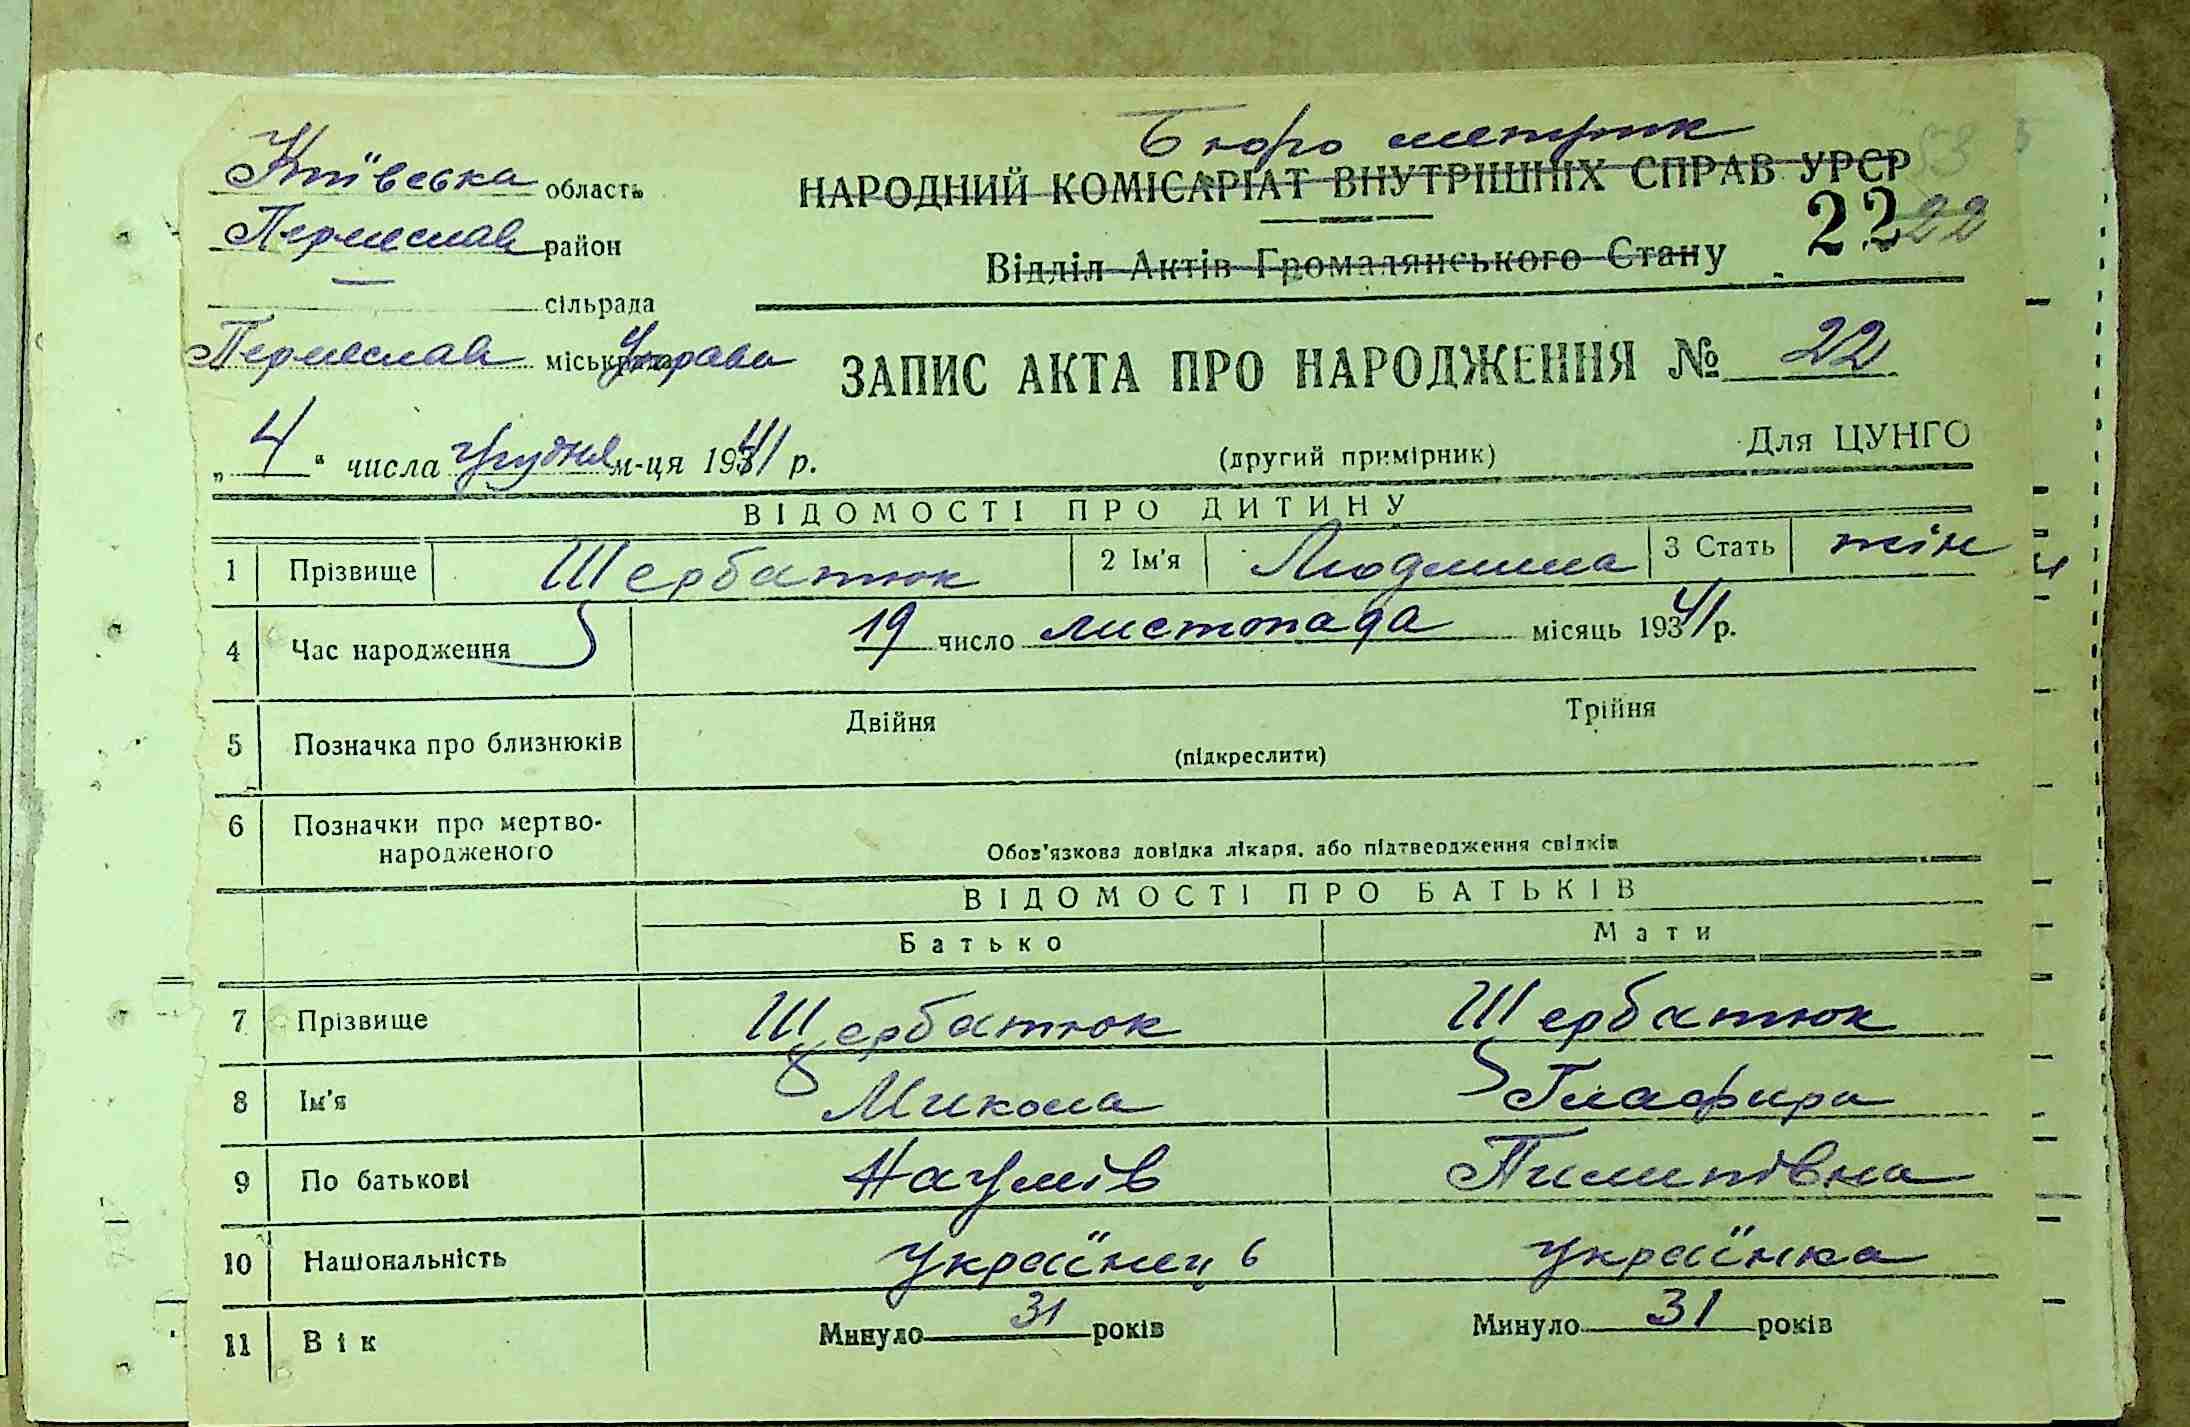 Бюро метрик
Київська область
НАРОДНИЙ КОМІСАРІАТ ВНУТРІШНІХ СПРАВ УРСР
Переяслав район
22 22
Відділ Актів Громадянського Стану
сільрада
Переяслав міськ Управа
ЗАПИС АКТА ПРО НАРОДЖЕННЯ № 22
„4“ числа грудня м-ця 1941 р.
(другий примірник)
Для ЦУНГО
ВІДОМОСТІ ПРО ДИТИНУ
1 Прізвище Щербатюк 2 Ім'я Людмила 3 Стать жін
4 Час народження 19 число листопада місяць 1941 р.
5 Позначка про близнюків Двійня Трійня
(підкреслити)
6 Позначки про мертво-
народженого
Обов'язкова довідка лікаря, або підтвердження свідків
ВІДОМОСТІ ПРО БАТЬКІВ
Батько Мати
7 Прізвище Щербатюк Щербатюк
8 Ім'я Микола Глафира
9 По батькові Наумів Пилипівна
10 Національність українець українка
11 Вік Минуло 31 років Минуло 31 років